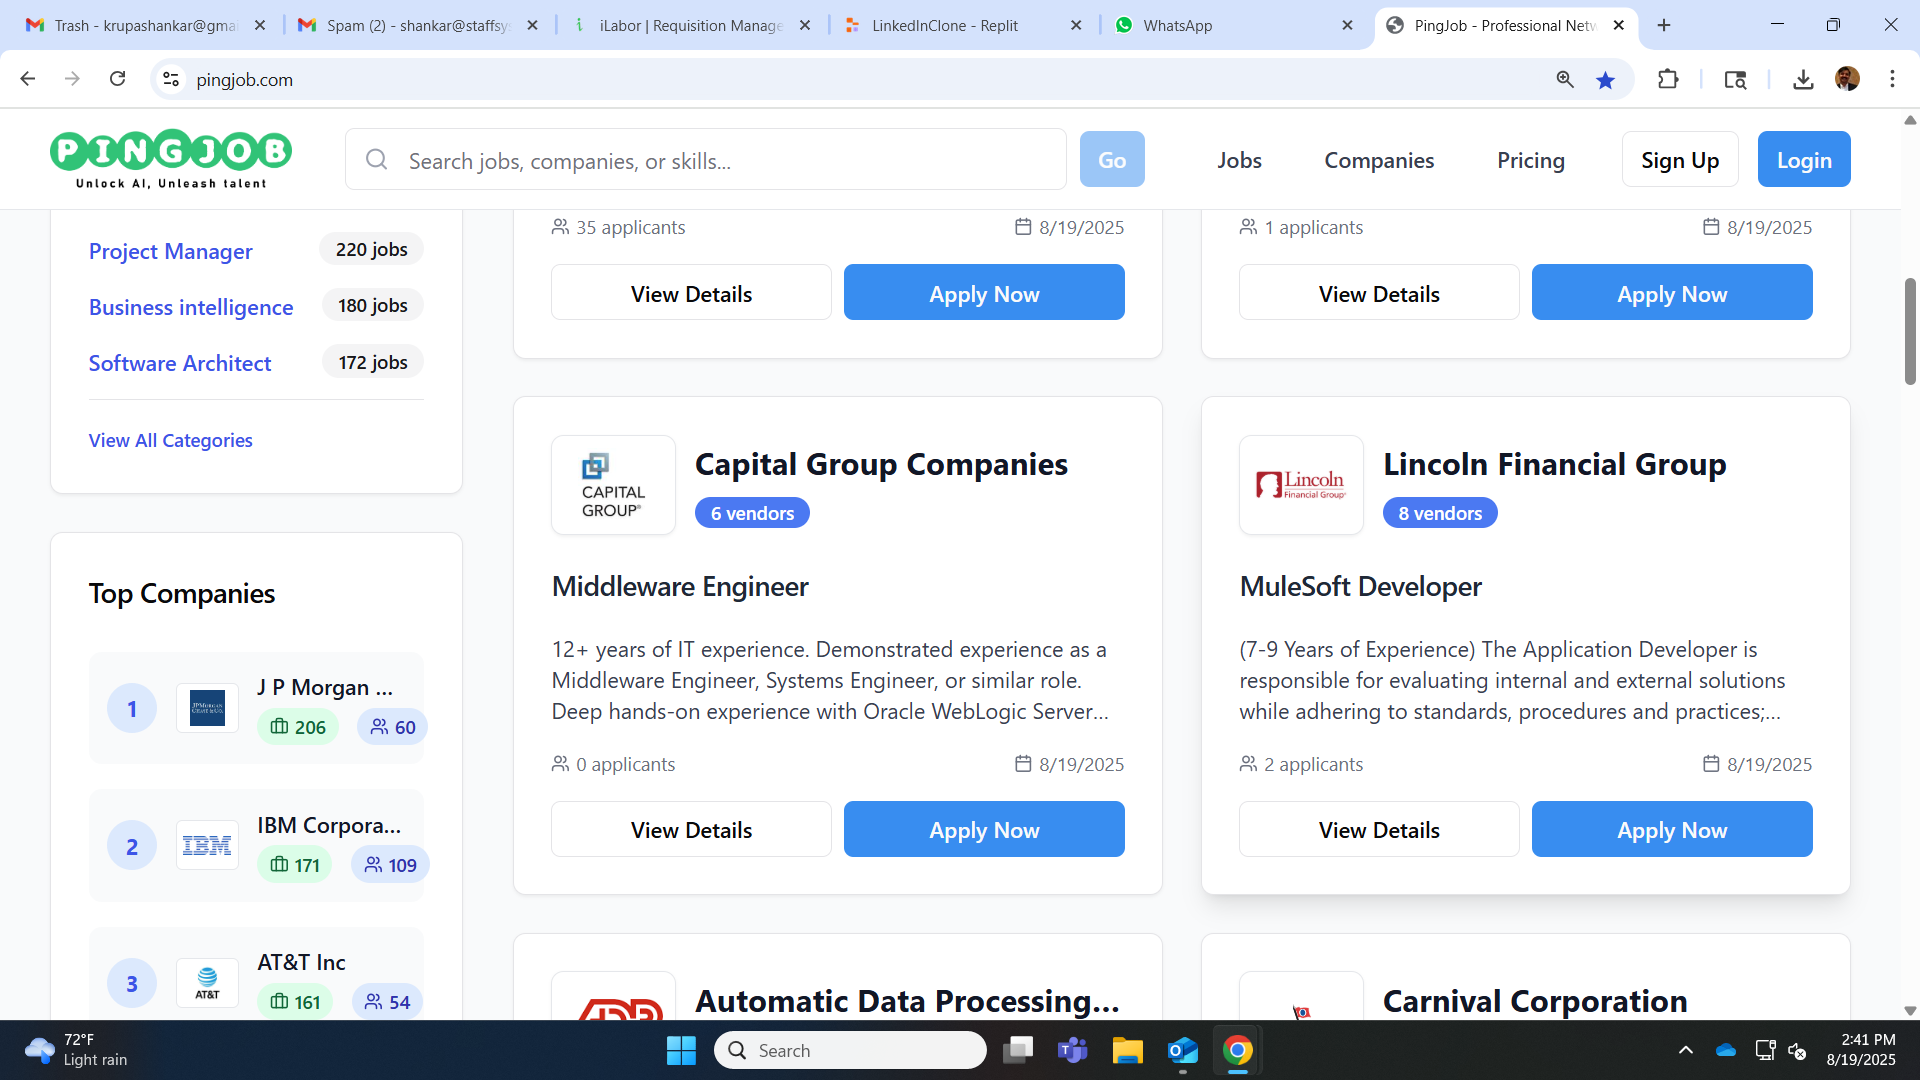 Trash - krupashankar@gma
Spam (2) - shankar@staffsy
iLabor | Requisition Manage
LinkedInClone - Replit
WhatsApp
PingJob - Professional Netw
pingjob.com
PINGJOB
Unlock AI, Unleash talent
Search jobs, companies, or skills...
Go
Jobs
Companies
Pricing
Sign Up
Login
Project Manager 220 jobs
Business intelligence 180 jobs
Software Architect 172 jobs
View All Categories
Top Companies
1
JPMORGAN CHASE & CO.
J P Morgan ...
206 60
2
IBM
IBM Corpora...
171 109
3
AT&T
AT&T Inc
161 54
35 applicants 8/19/2025
View Details Apply Now
1 applicants 8/19/2025
View Details Apply Now
CAPITAL
GROUP®
Capital Group Companies
6 vendors
Middleware Engineer
12+ years of IT experience. Demonstrated experience as a
Middleware Engineer, Systems Engineer, or similar role.
Deep hands-on experience with Oracle WebLogic Server...
0 applicants 8/19/2025
View Details Apply Now
Lincoln
Financial Group®
Lincoln Financial Group
8 vendors
MuleSoft Developer
(7-9 Years of Experience) The Application Developer is
responsible for evaluating internal and external solutions
while adhering to standards, procedures and practices;...
2 applicants 8/19/2025
View Details Apply Now
ADP
Automatic Data Processing...
Carnival Corporation
72°F
Light rain
Search
2:41 PM
8/19/2025